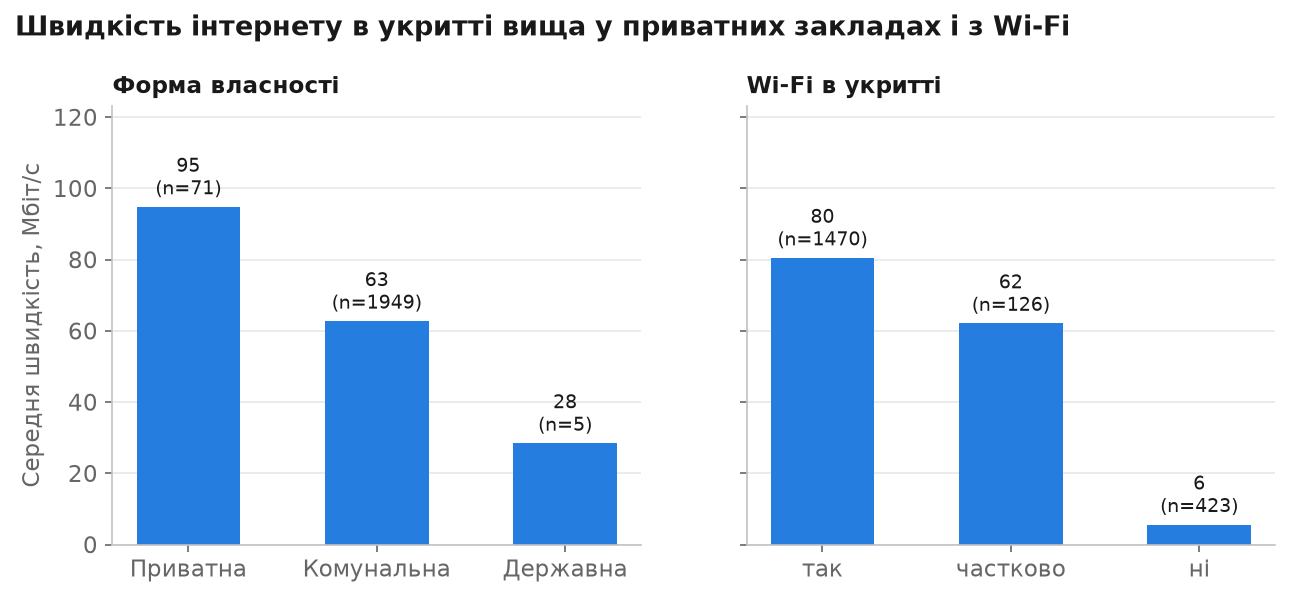 Швидкість інтернету в укритті вища у приватних закладах і з Wi-Fi
Форма власності
Середня швидкість, Мбіт/с
120
100
80
60
40
20
0
95
(n=71)
63
(n=1949)
28
(n=5)
Приватна
Комунальна
Державна
Wi-Fi в укритті
80
(n=1470)
62
(n=126)
6
(n=423)
так
частково
ні